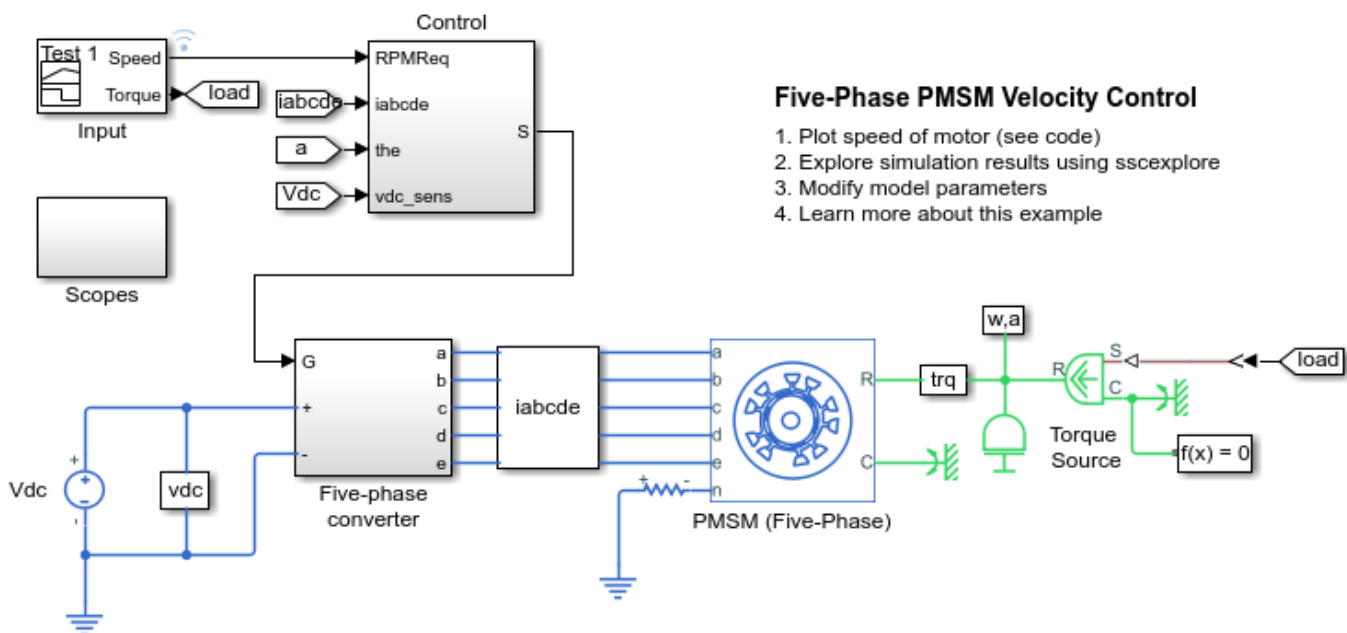 Control
Test 1
Speed
Torque
load
Input
RPMReq
iabcde
the
vdc_sens
S
iabcde
a
Vdc
Five-Phase PMSM Velocity Control
1. Plot speed of motor (see code)
2. Explore simulation results using sscexplore
3. Modify model parameters
4. Learn more about this example
Scopes
G
+
-
a
b
c
d
e
Five-phase
converter
iabcde
a
b
c
d
e
n
R
C
PMSM (Five-Phase)
+
-
trq
w,a
R
S
C
Torque
Source
load
f(x) = 0
Vdc
+
-
vdc